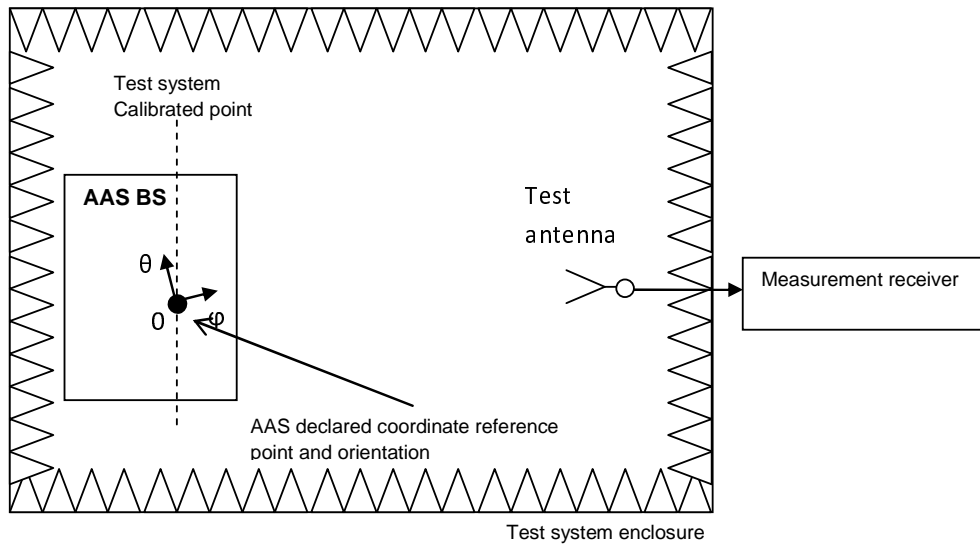 Test system
Calibrated point
AAS BS
θ
0
φ
Test
antenna
Measurement receiver
AAS declared coordinate reference
point and orientation
Test system enclosure